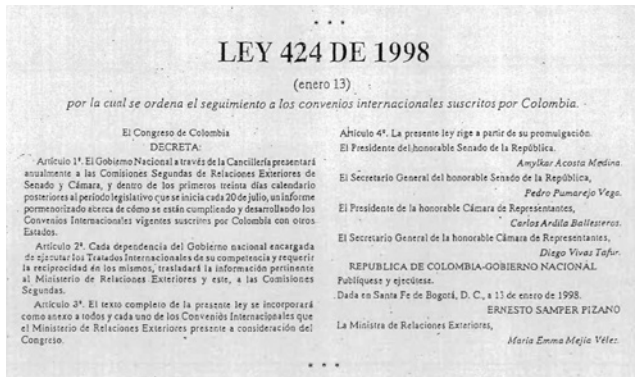 * * *
LEY 424 DE 1998
(enero 13)
por la cual se ordena el seguimiento a los convenios internacionales suscritos por Colombia.
El Congreso de Colombia
DECRETA:
Artículo 1º. El Gobierno Nacional a través de la Cancillería presentará
anualmente a las Comisiones Segundas de Relaciones Exteriores de
Senado y Cámara, y dentro de los primeros treinta días calendario
posteriores al período legislativo que se inicia cada 20 de julio, un informe
pormenorizado acerca de cómo se están cumpliendo y desarrollando los
Convenios Internacionales vigentes suscritos por Colombia con otros
Estados.
Artículo 2º. Cada dependencia del Gobierno nacional encargada
de ejecutar los Tratados Internacionales de su competencia y requerir
la reciprocidad en los mismos, trasladará la información pertinente
al Ministerio de Relaciones Exteriores y este, a las Comisiones
Segundas.
Artículo 3º. El texto completo de la presente ley se incorporará
como anexo a todos y cada uno de los Convenios Internacionales que
el Ministerio de Relaciones Exteriores presente a consideración del
Congreso.
Artículo 4º. La presente ley rige a partir de su promulgación.
El Presidente del honorable Senado de la República.
Amylkar Acosta Medina.
El Secretario General del honorable Senado de la República,
Pedro Pumarejo Vega.
El Presidente de la honorable Cámara de Representantes,
Carlos Ardila Ballesteros.
El Secretario General de la honorable Cámara de Representantes,
Diego Vivas Tafur.
REPUBLICA DE COLOMBIA-GOBIERNO NACIONAL
Publíquese y ejecútese.
Dada en Santa Fe de Bogotá, D. C., a 13 de enero de 1998.
ERNESTO SAMPER PIZANO
La Ministra de Relaciones Exteriores,
María Emma Mejía Vélez.
* * *